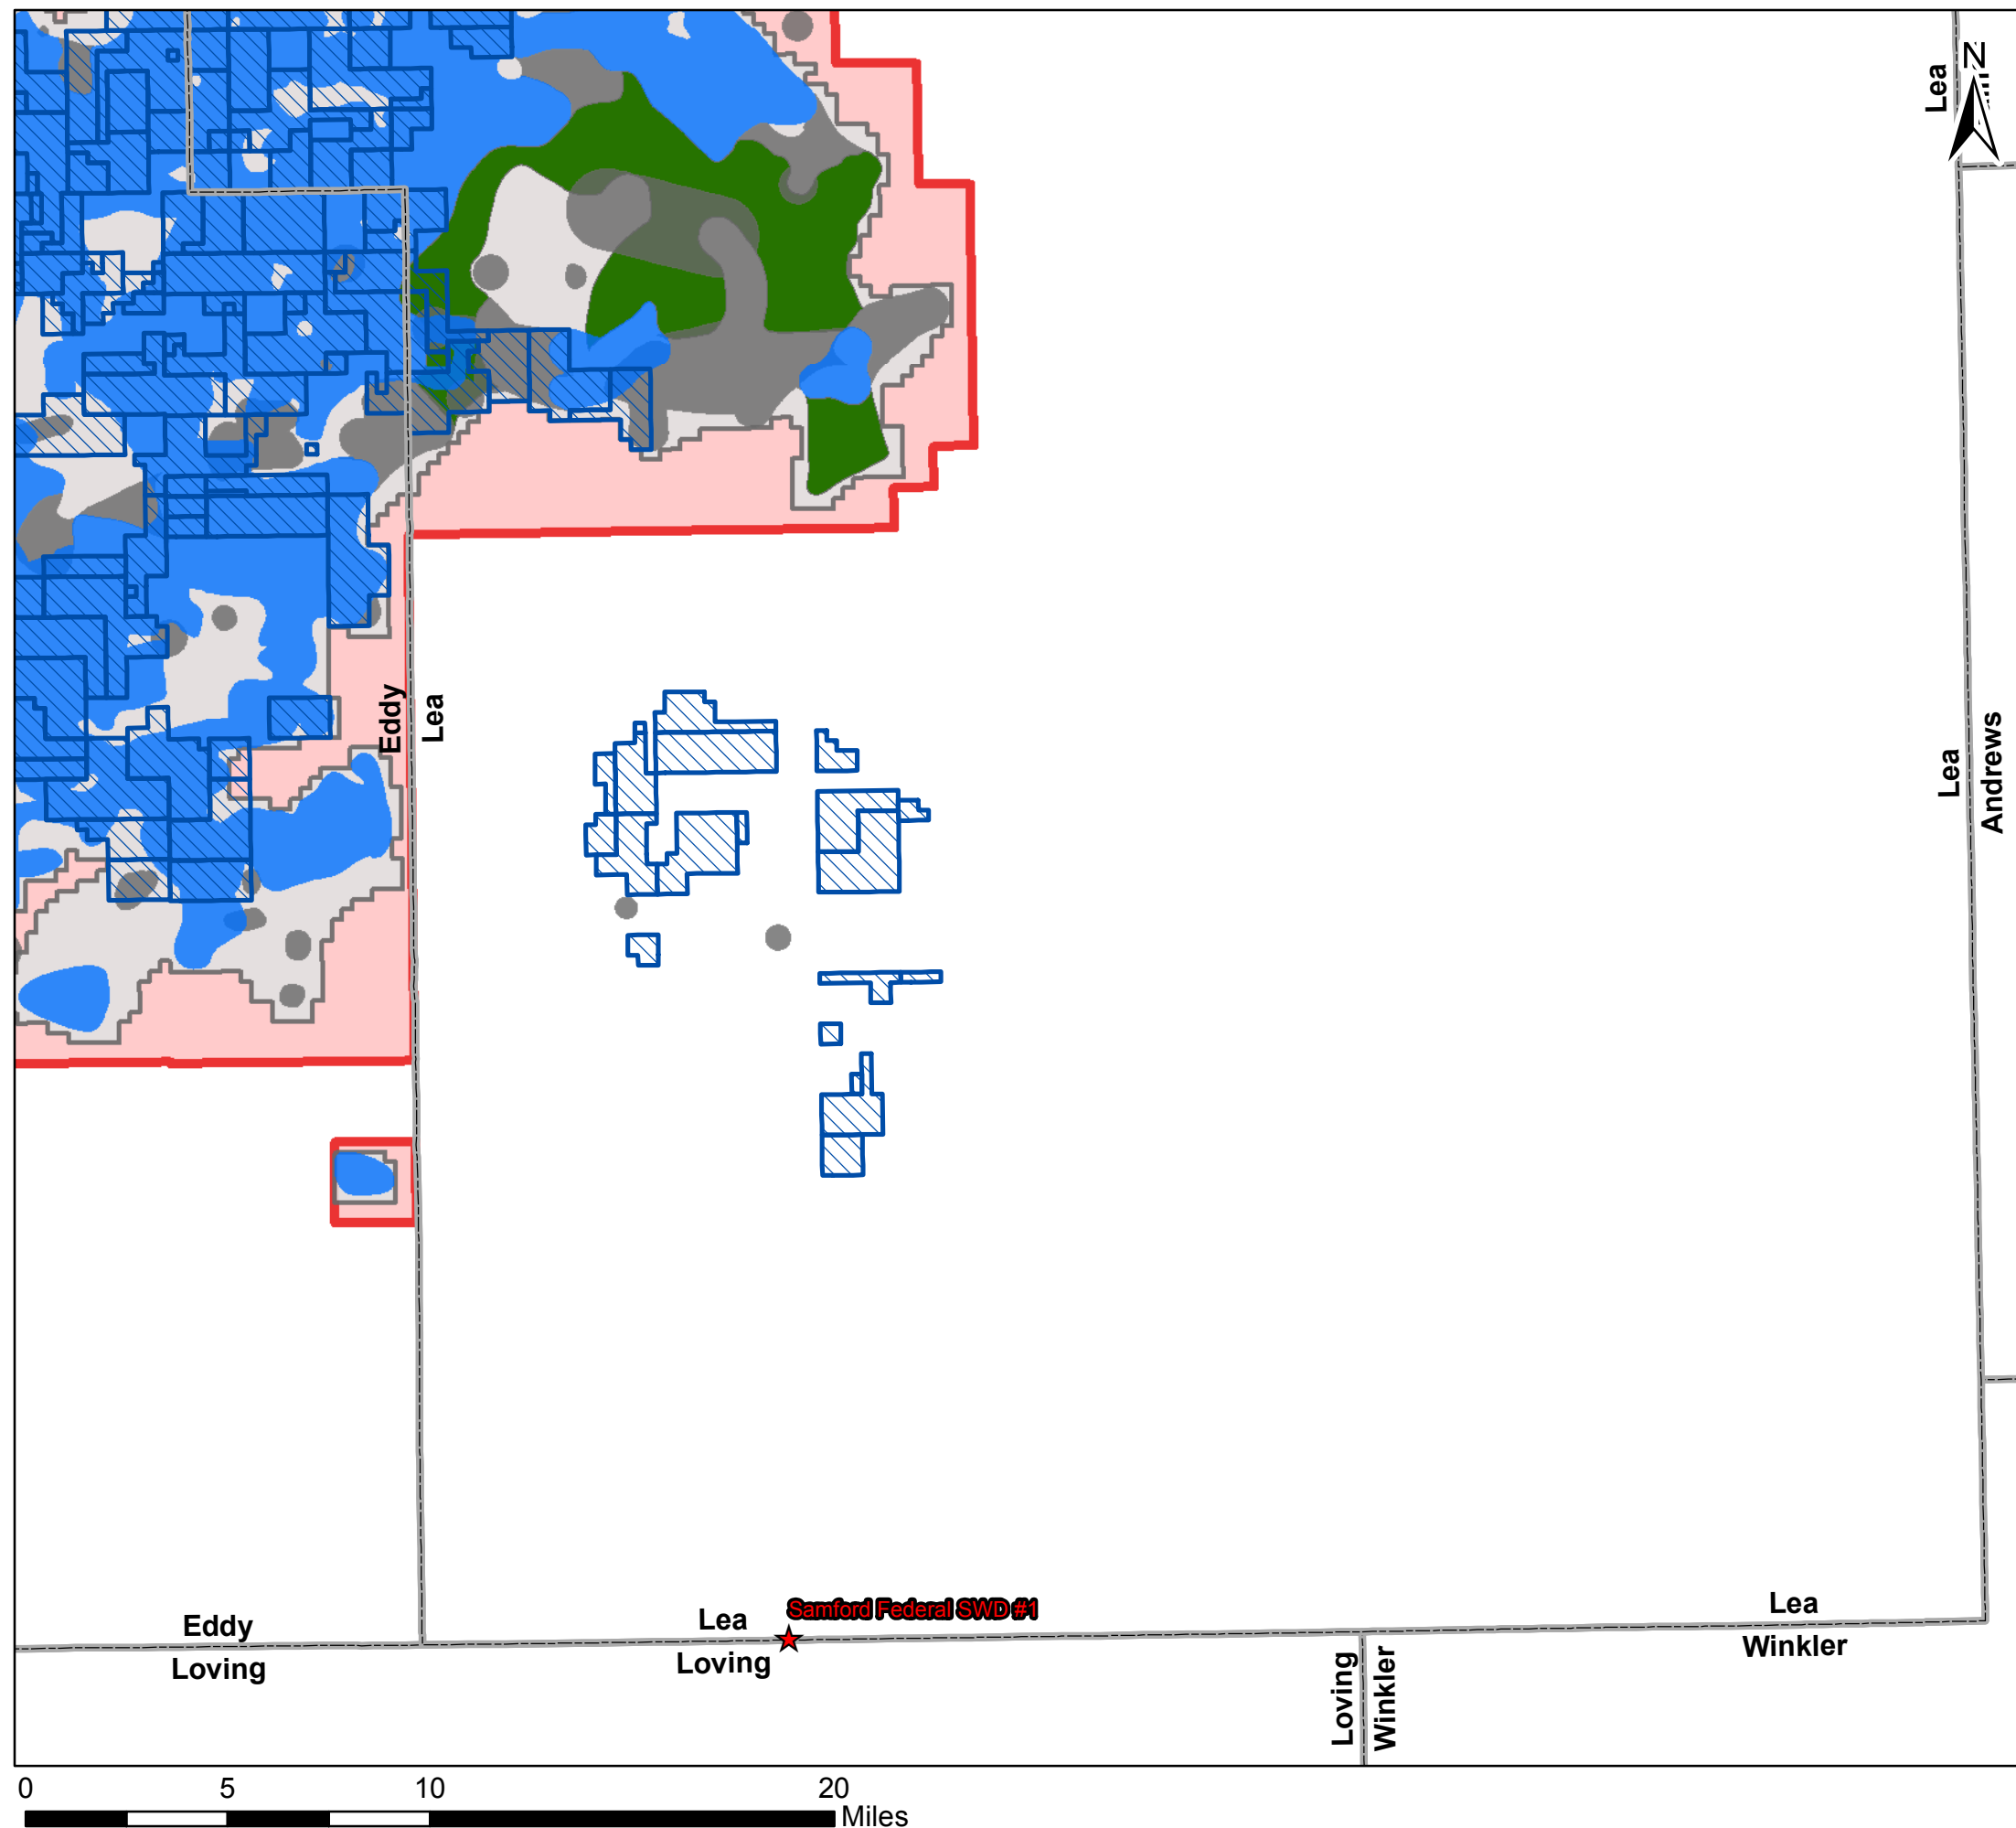 Lea
N
Eddy
Lea
Lea
Andrews
Samford Federal SWD #1
Eddy
Lea
Lea
Loving
Loving
Winkler
Loving
Winkler
0 5 10 20
Miles